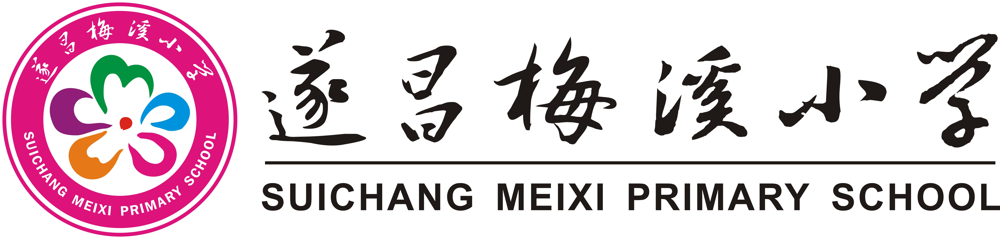 遂昌梅溪小学
SUICHANG MEIXI PRIMARY SCHOOL
遂昌梅溪小学
SUICHANG MEIXI PRIMARY SCHOOL